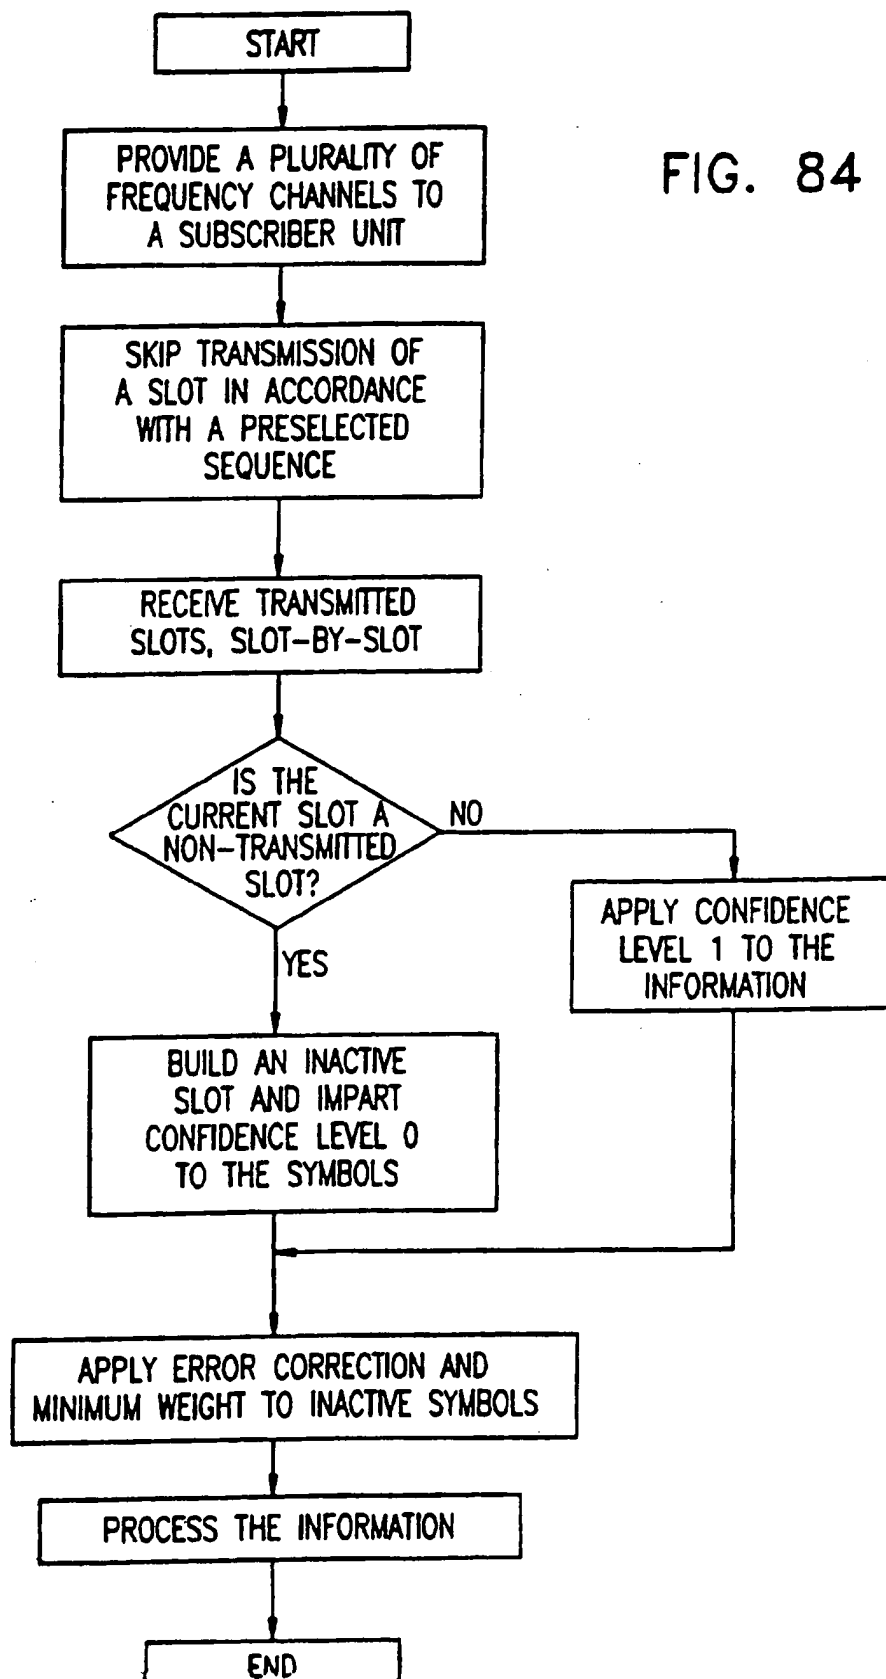 START
FIG. 84
PROVIDE A PLURALITY OF
FREQUENCY CHANNELS TO
A SUBSCRIBER UNIT
SKIP TRANSMISSION OF
A SLOT IN ACCORDANCE
WITH A PRESELECTED
SEQUENCE
RECEIVE TRANSMITTED
SLOTS, SLOT-BY-SLOT
IS THE
CURRENT SLOT A
NON-TRANSMITTED
SLOT?
NO
APPLY CONFIDENCE
LEVEL 1 TO THE
INFORMATION
YES
BUILD AN INACTIVE
SLOT AND IMPART
CONFIDENCE LEVEL 0
TO THE SYMBOLS
APPLY ERROR CORRECTION AND
MINIMUM WEIGHT TO INACTIVE SYMBOLS
PROCESS THE INFORMATION
END